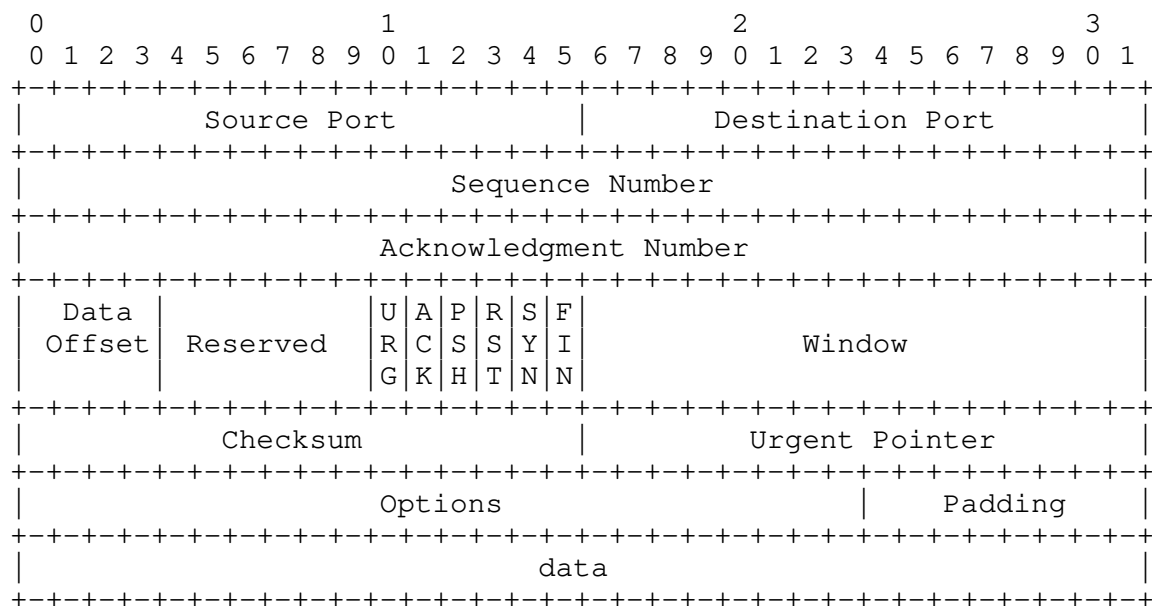 0                   1                   2                   3
 0 1 2 3 4 5 6 7 8 9 0 1 2 3 4 5 6 7 8 9 0 1 2 3 4 5 6 7 8 9 0 1
+-+-+-+-+-+-+-+-+-+-+-+-+-+-+-+-+-+-+-+-+-+-+-+-+-+-+-+-+-+-+-+-+
|          Source Port          |       Destination Port        |
+-+-+-+-+-+-+-+-+-+-+-+-+-+-+-+-+-+-+-+-+-+-+-+-+-+-+-+-+-+-+-+-+
|                        Sequence Number                        |
+-+-+-+-+-+-+-+-+-+-+-+-+-+-+-+-+-+-+-+-+-+-+-+-+-+-+-+-+-+-+-+-+
|                    Acknowledgment Number                      |
+-+-+-+-+-+-+-+-+-+-+-+-+-+-+-+-+-+-+-+-+-+-+-+-+-+-+-+-+-+-+-+-+
|  Data |           |U|A|P|R|S|F|                               |
| Offset| Reserved  |R|C|S|S|Y|I|            Window             |
|       |           |G|K|H|T|N|N|                               |
+-+-+-+-+-+-+-+-+-+-+-+-+-+-+-+-+-+-+-+-+-+-+-+-+-+-+-+-+-+-+-+-+
|           Checksum            |         Urgent Pointer        |
+-+-+-+-+-+-+-+-+-+-+-+-+-+-+-+-+-+-+-+-+-+-+-+-+-+-+-+-+-+-+-+-+
|                    Options                    |    Padding    |
+-+-+-+-+-+-+-+-+-+-+-+-+-+-+-+-+-+-+-+-+-+-+-+-+-+-+-+-+-+-+-+-+
|                             data                              |
+-+-+-+-+-+-+-+-+-+-+-+-+-+-+-+-+-+-+-+-+-+-+-+-+-+-+-+-+-+-+-+-+